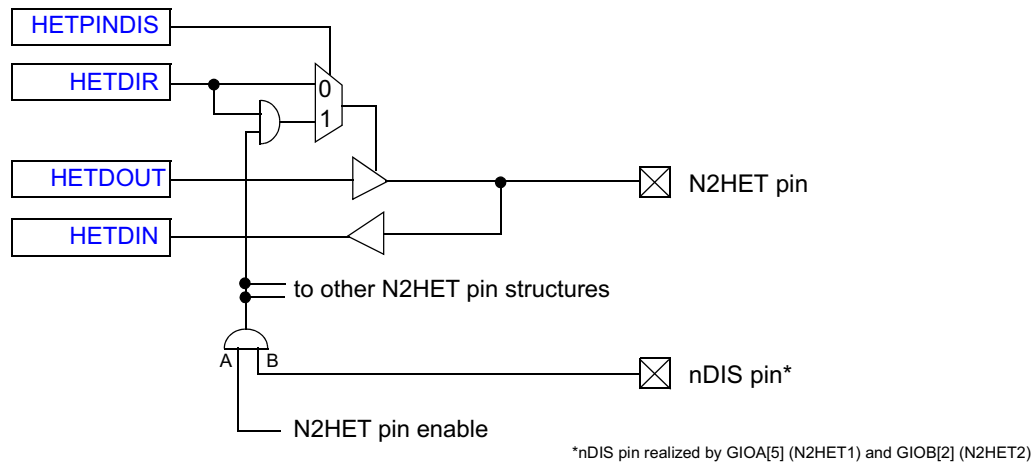 HETPINDIS
HETDIR
0
1
HETDOUT
N2HET pin
HETDIN
to other N2HET pin structures
A B
nDIS pin*
N2HET pin enable
*nDIS pin realized by GIOA[5] (N2HET1) and GIOB[2] (N2HET2)